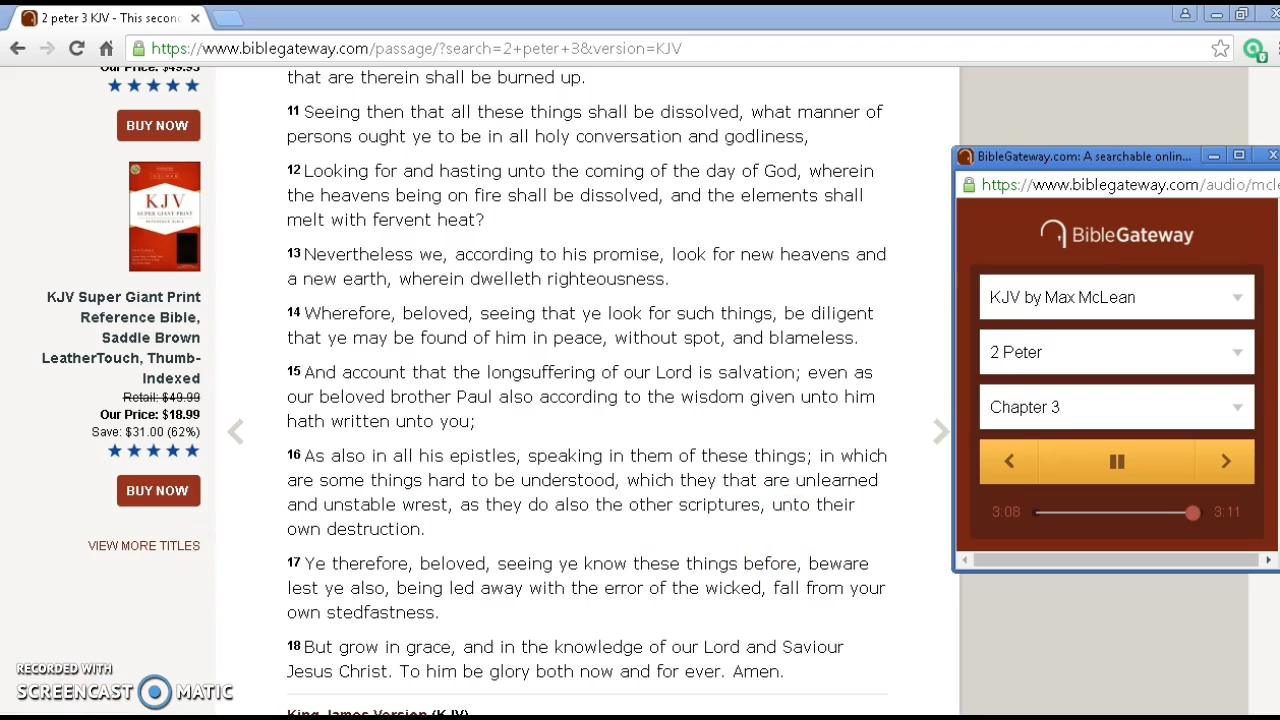 2 peter 3 KJV - This secon
https://www.biblegateway.com/passage/?search=2+peter+3&version=KJV
Our Price: $49.95
BUY NOW
KJV
SUPER GIANT PRINT
REFERENCE BIBLE
KJV Super Giant Print
Reference Bible,
Saddle Brown
LeatherTouch, Thumb-
Indexed
Retail: $49.99
Our Price: $18.99
Save: $31.00 (62%)
BUY NOW
VIEW MORE TITLES
RECORDED WITH
SCREENCAST MATIC
that are therein shall be burned up.
11 Seeing then that all these things shall be dissolved, what manner of
persons ought ye to be in all holy conversation and godliness,
12 Looking for and hasting unto the coming of the day of God, wherein
the heavens being on fire shall be dissolved, and the elements shall
melt with fervent heat?
13 Nevertheless we, according to his promise, look for new heavens and
a new earth, wherein dwelleth righteousness.
14 Wherefore, beloved, seeing that ye look for such things, be diligent
that ye may be found of him in peace, without spot, and blameless.
15 And account that the longsuffering of our Lord is salvation; even as
our beloved brother Paul also according to the wisdom given unto him
hath written unto you;
16 As also in all his epistles, speaking in them of these things; in which
are some things hard to be understood, which they that are unlearned
and unstable wrest, as they do also the other scriptures, unto their
own destruction.
17 Ye therefore, beloved, seeing ye know these things before, beware
lest ye also, being led away with the error of the wicked, fall from your
own stedfastness.
18 But grow in grace, and in the knowledge of our Lord and Saviour
Jesus Christ. To him be glory both now and for ever. Amen.
King James Version (KJV)
BibleGateway.com: A searchable onlin...
https://www.biblegateway.com/audio/mcle
BibleGateway
KJV by Max McLean
2 Peter
Chapter 3
3:08
3:11